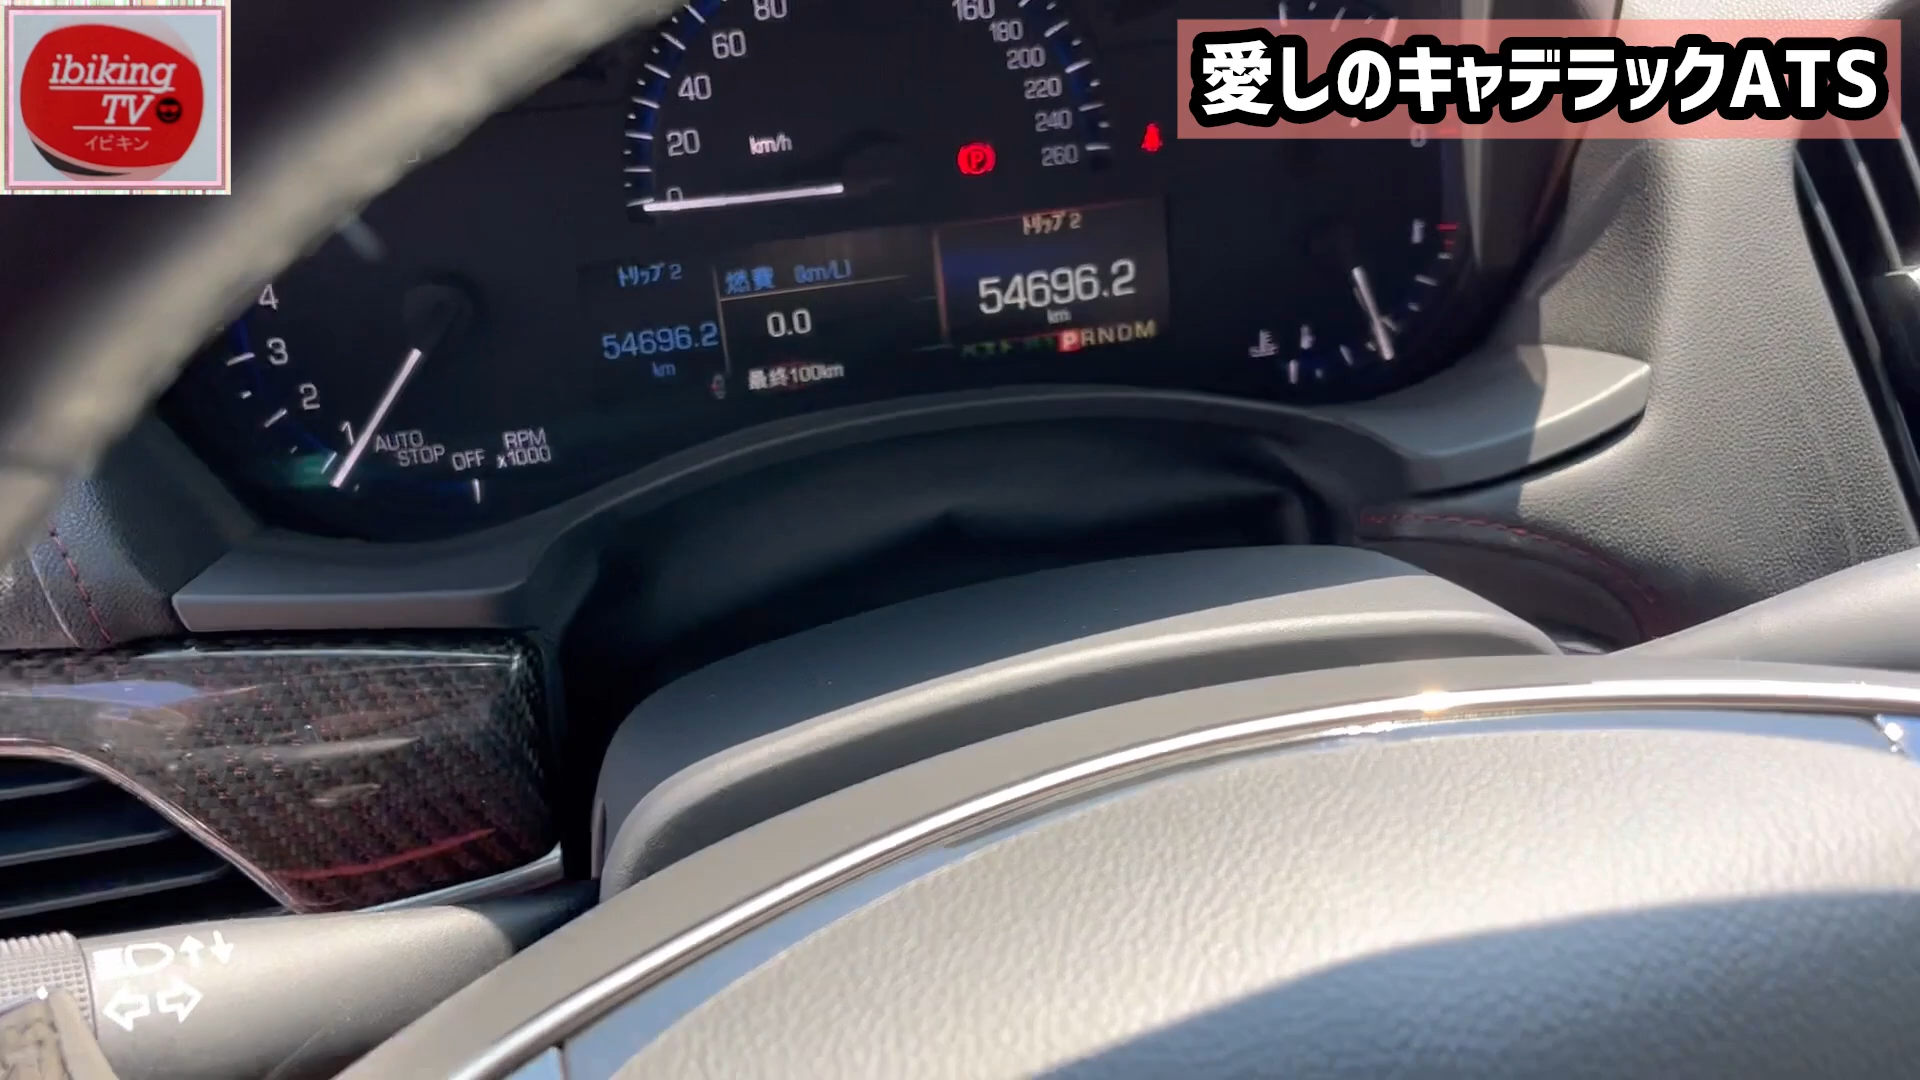 ibiking
TV
イビキン
愛しのキャデラックATS
80
60
40
20
0
km/h
160
180
200
220
240
260
トリップ 2
54696.2
km
燃費 (km/L)
0.0
最終100km
トリップ 2
54696.2
km
PRNDM
4
3
2
1
AUTO
STOP
OFF
RPM
x1000